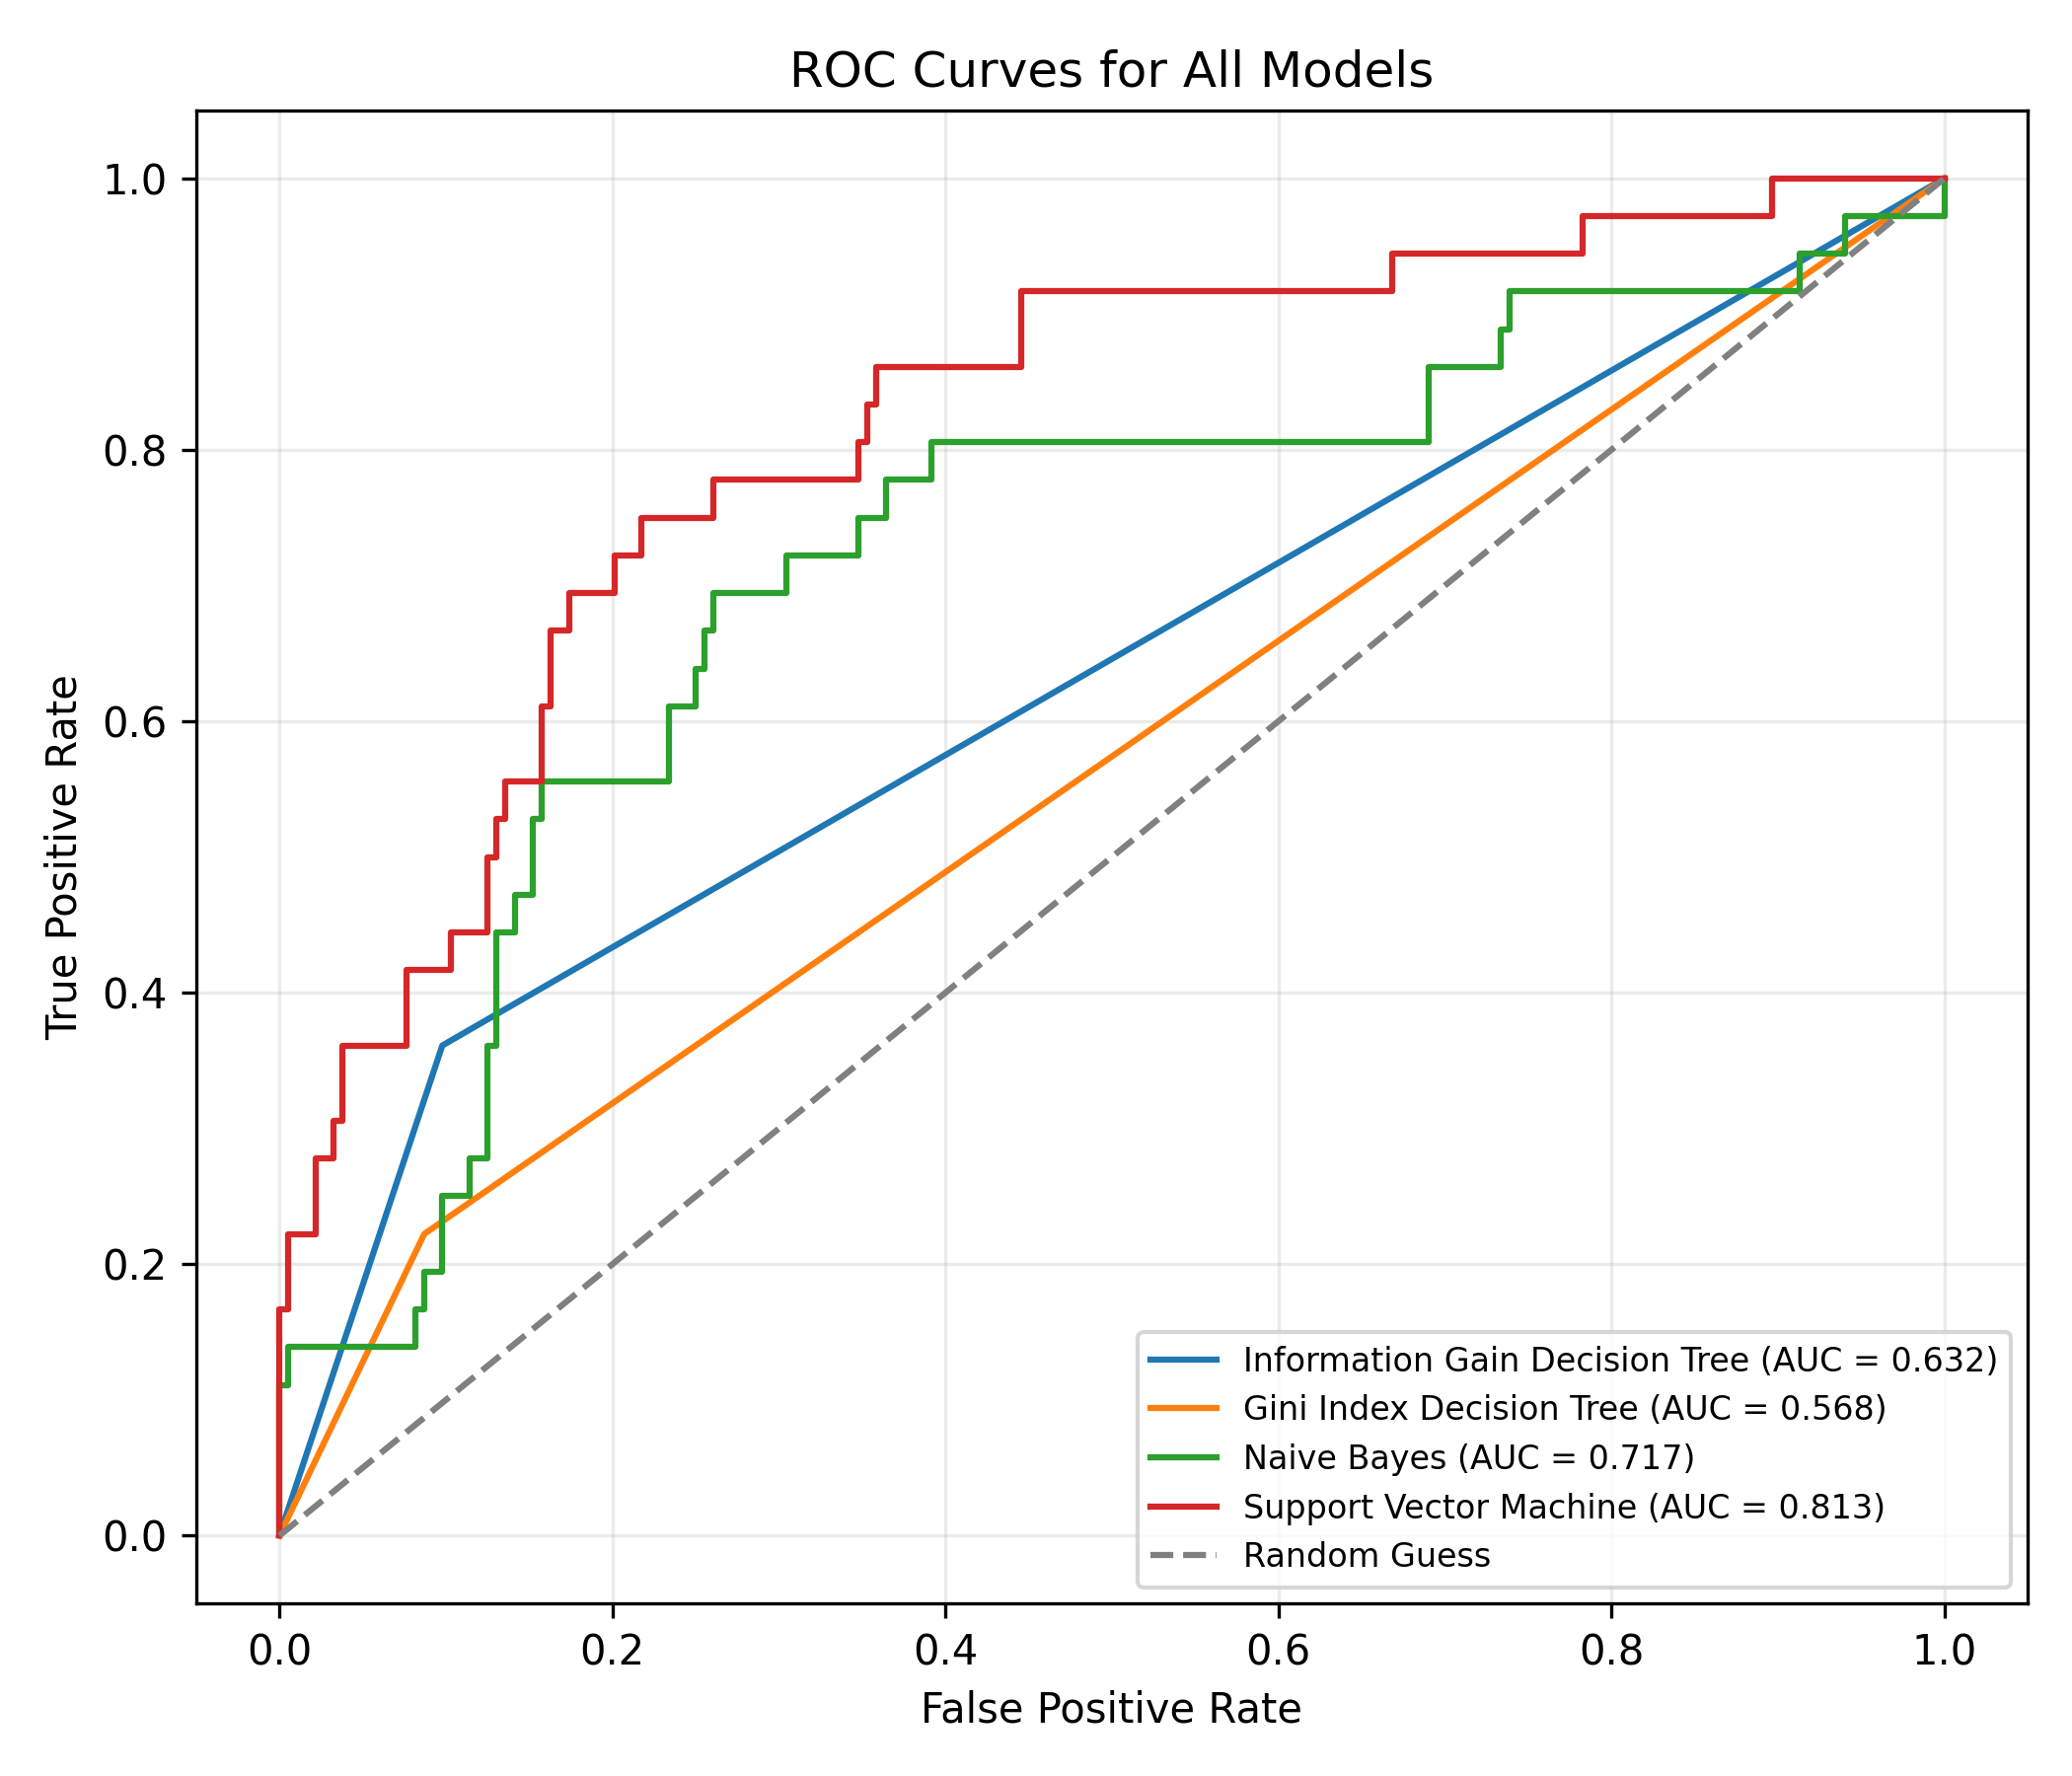 ROC Curves for All Models
True Positive Rate
1.0
0.8
0.6
0.4
0.2
0.0
Information Gain Decision Tree (AUC = 0.632)
Gini Index Decision Tree (AUC = 0.568)
Naive Bayes (AUC = 0.717)
Support Vector Machine (AUC = 0.813)
Random Guess
0.0 0.2 0.4 0.6 0.8 1.0
False Positive Rate